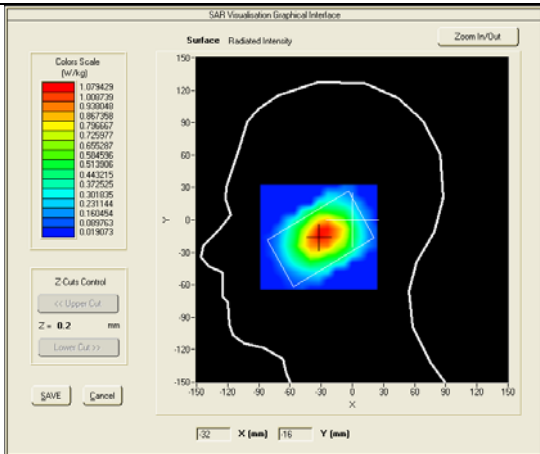 SAR Visualisation Graphical Interface
Surface Radiated Intensity
Zoom In/Out
Colors Scale
(W/kg)
1.079429
1.008739
0.938048
0.867358
0.796667
0.725977
0.655287
0.584596
0.513906
0.443215
0.372525
0.301835
0.231144
0.160454
0.089763
0.019073
Z-Cuts Control
<< Upper Cut
Z = 0.2 mm
Lower Cut >>
SAVE Cancel
150
120
90
60
30
0
-30
-60
-90
-120
-150
Y
-150 -120 -90 -60 -30 0 30 60 90 120 150
X
-32 X (mm) -16 Y (mm)